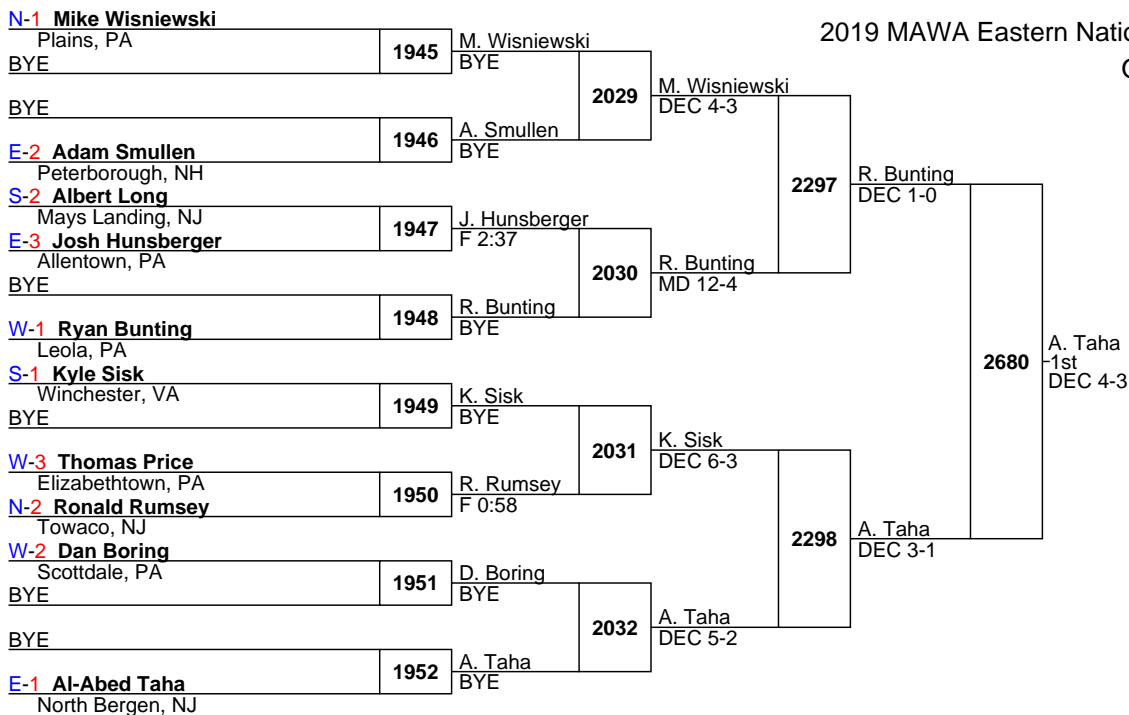 2019 MAWA Eastern Natio
N-1 Mike Wisniewski
Plains, PA
BYE
BYE
E-2 Adam Smullen
Peterborough, NH
S-2 Albert Long
Mays Landing, NJ
E-3 Josh Hunsberger
Allentown, PA
BYE
W-1 Ryan Bunting
Leola, PA
S-1 Kyle Sisk
Winchester, VA
BYE
W-3 Thomas Price
Elizabethtown, PA
N-2 Ronald Rumsey
Towaco, NJ
W-2 Dan Boring
Scottdale, PA
BYE
BYE
E-1 Al-Abed Taha
North Bergen, NJ
1945
1946
1947
1948
1949
1950
1951
1952
M. Wisniewski
BYE
A. Smullen
BYE
J. Hunsberger
F 2:37
R. Bunting
BYE
K. Sisk
BYE
R. Rumsey
F 0:58
D. Boring
BYE
A. Taha
BYE
2029
2030
2031
2032
M. Wisniewski
DEC 4-3
R. Bunting
MD 12-4
K. Sisk
DEC 6-3
A. Taha
DEC 5-2
2297
2298
R. Bunting
DEC 1-0
A. Taha
DEC 3-1
2680
A. Taha
1st
DEC 4-3